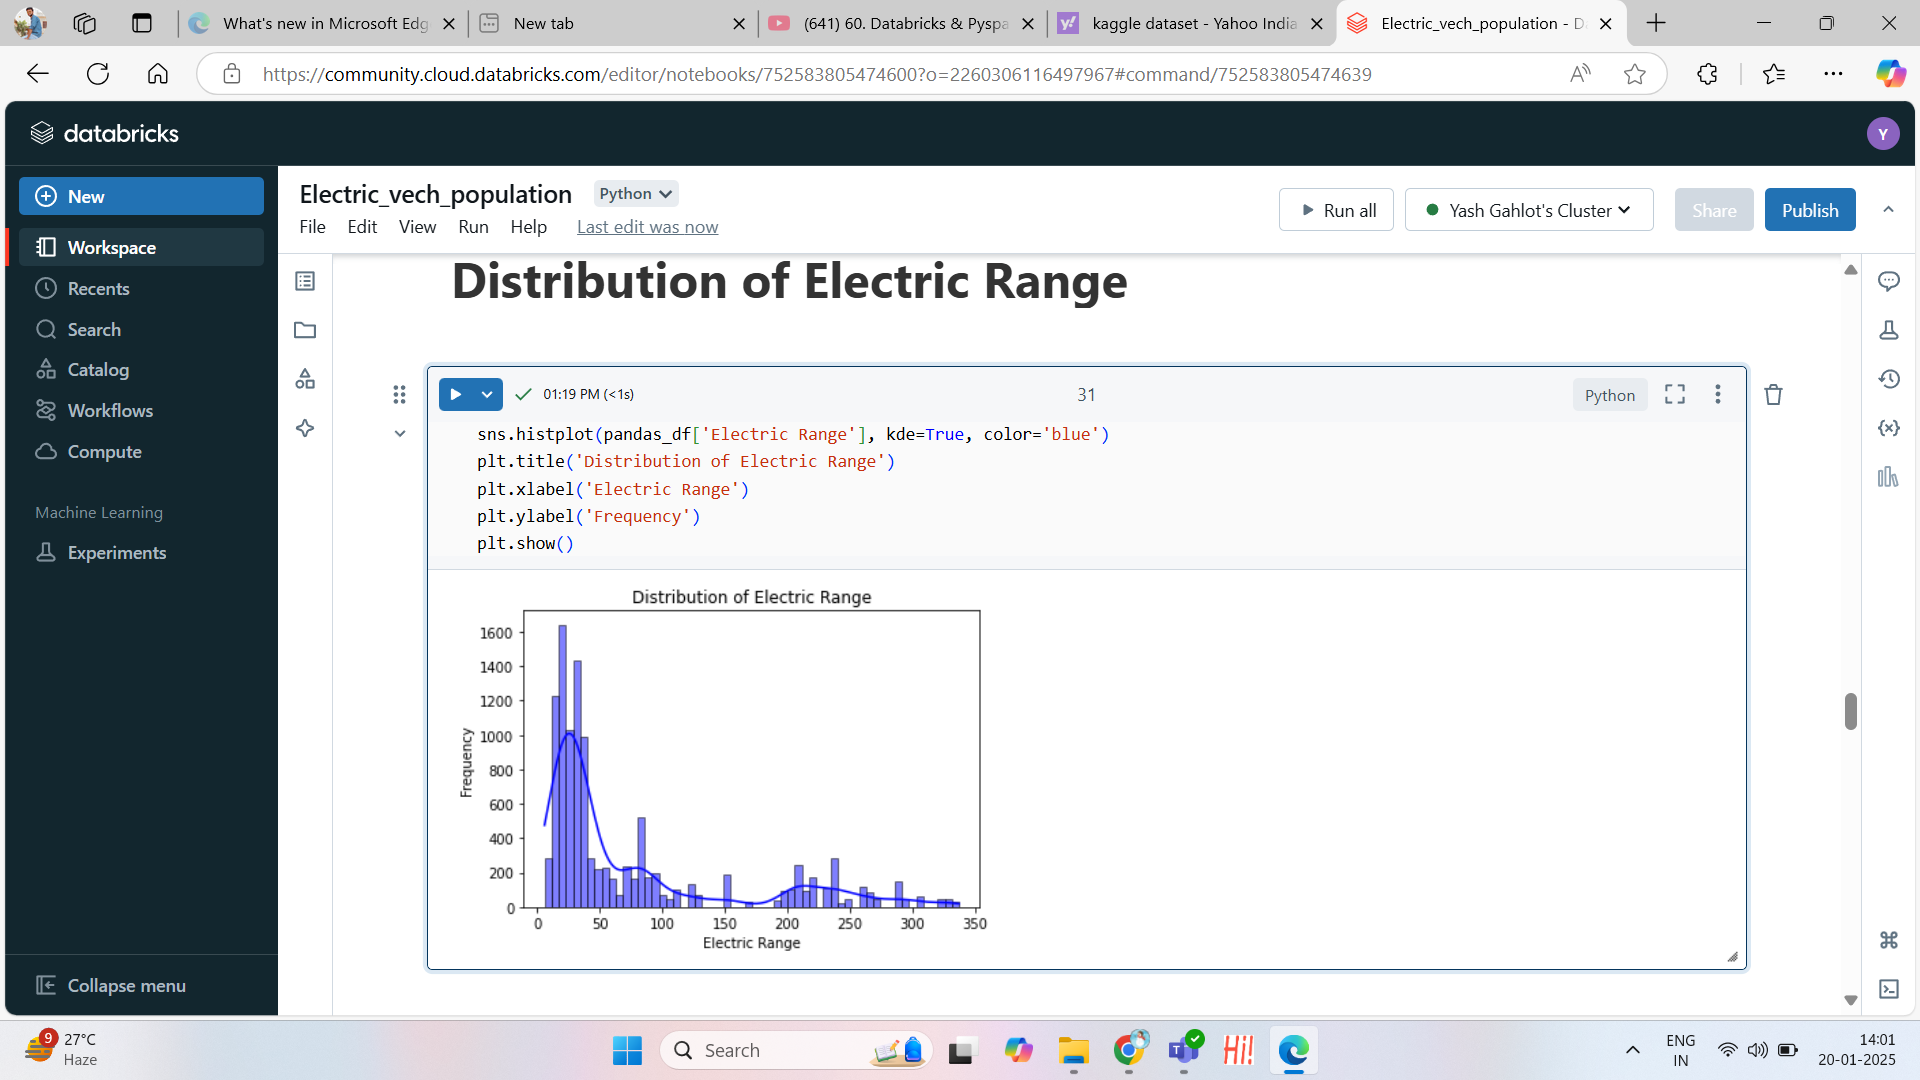 What's new in Microsoft Edg
New tab
(641) 60. Databricks & Pyspa
kaggle dataset - Yahoo India
Electric_vech_population - D
https://community.cloud.databricks.com/editor/notebooks/752583805474600?o=2260306116497967#command/752583805474639
databricks
Y
New
Workspace
Recents
Search
Catalog
Workflows
Compute
Machine Learning
Experiments
Collapse menu
Electric_vech_population
Python
File Edit View Run Help Last edit was now
Run all
Yash Gahlot's Cluster
Share
Publish
Distribution of Electric Range
01:19 PM (<1s)
31
Python
sns.histplot(pandas_df['Electric Range'], kde=True, color='blue')
plt.title('Distribution of Electric Range')
plt.xlabel('Electric Range')
plt.ylabel('Frequency')
plt.show()
Distribution of Electric Range
1600
1400
1200
1000
800
600
400
200
0
Frequency
0 50 100 150 200 250 300 350
Electric Range
9
27°C
Haze
Search
Hi!
ENG
IN
14:01
20-01-2025